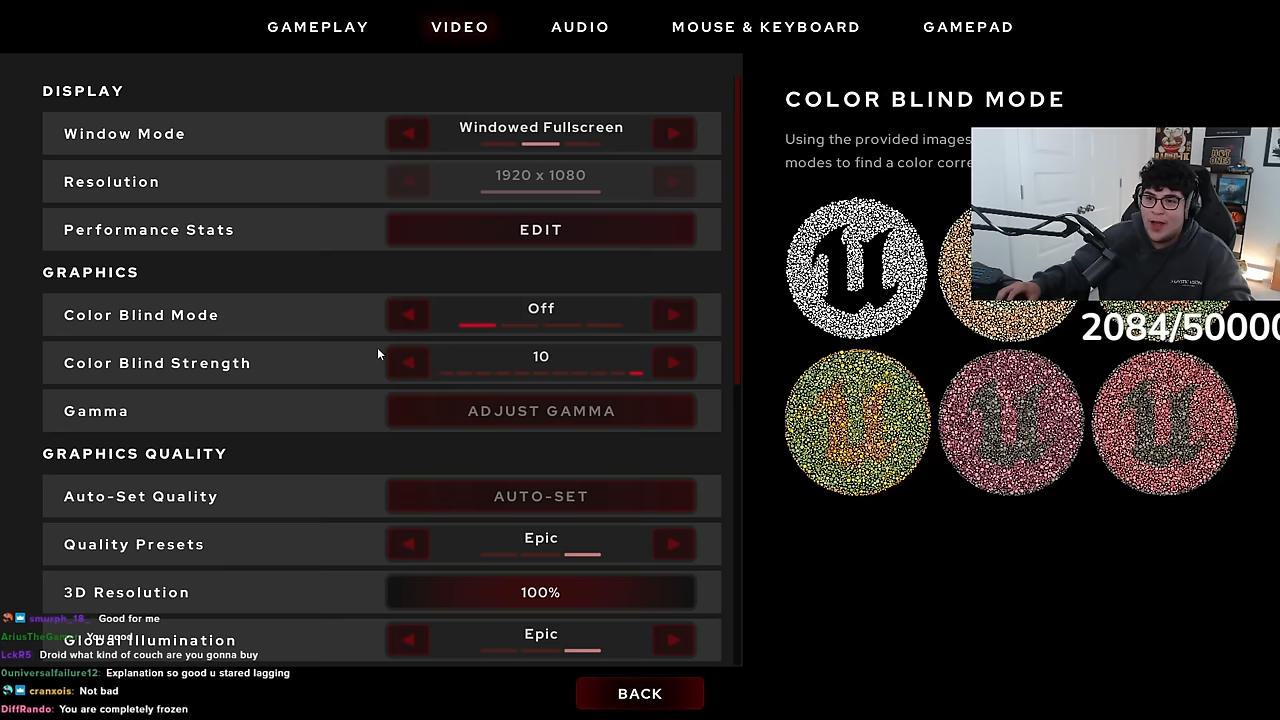 GAMEPLAY VIDEO AUDIO MOUSE & KEYBOARD GAMEPAD
DISPLAY
Window Mode Windowed Fullscreen
Resolution 1920 x 1080
Performance Stats EDIT
GRAPHICS
Color Blind Mode Off
Color Blind Strength 10
Gamma ADJUST GAMMA
GRAPHICS QUALITY
Auto-Set Quality AUTO-SET
Quality Presets Epic
3D Resolution 100%
Global Illumination Epic
BACK
COLOR BLIND MODE
Using the provided images
modes to find a color corre
2084/50000
smurph_18_ Good for me
You good
LckR5 Droid what kind of couch are you gonna buy
0universalfailure12: Explanation so good u stared lagging
cranxois: Not bad
DiffRando: You are completely frozen